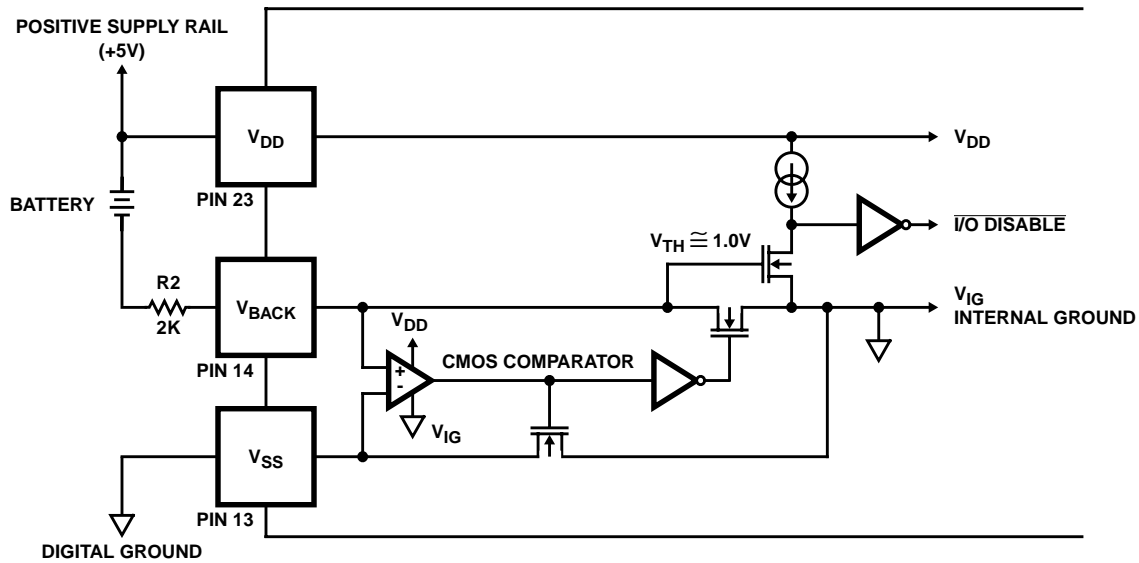 POSITIVE SUPPLY RAIL
(+5V)
VDD
PIN 23
BATTERY
R2
2K
VBACK
PIN 14
VSS
PIN 13
DIGITAL GROUND
VDD
+
-
VIG
CMOS COMPARATOR
VTH ≅ 1.0V
VDD
I/O DISABLE
VIG
INTERNAL GROUND